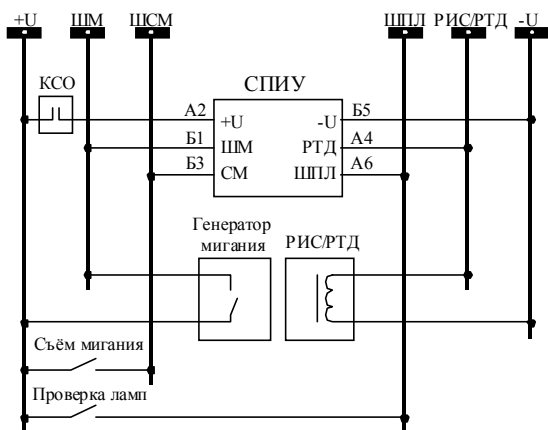 +U ШМ ШСМ ШПЛ РИС/РТД -U
КСО
СПИУ
А2 +U -U Б5
Б1 ШМ РТД А4
Б3 СМ ШПЛ А6
Генератор
мигания
РИС/РТД
Съём мигания
Проверка ламп